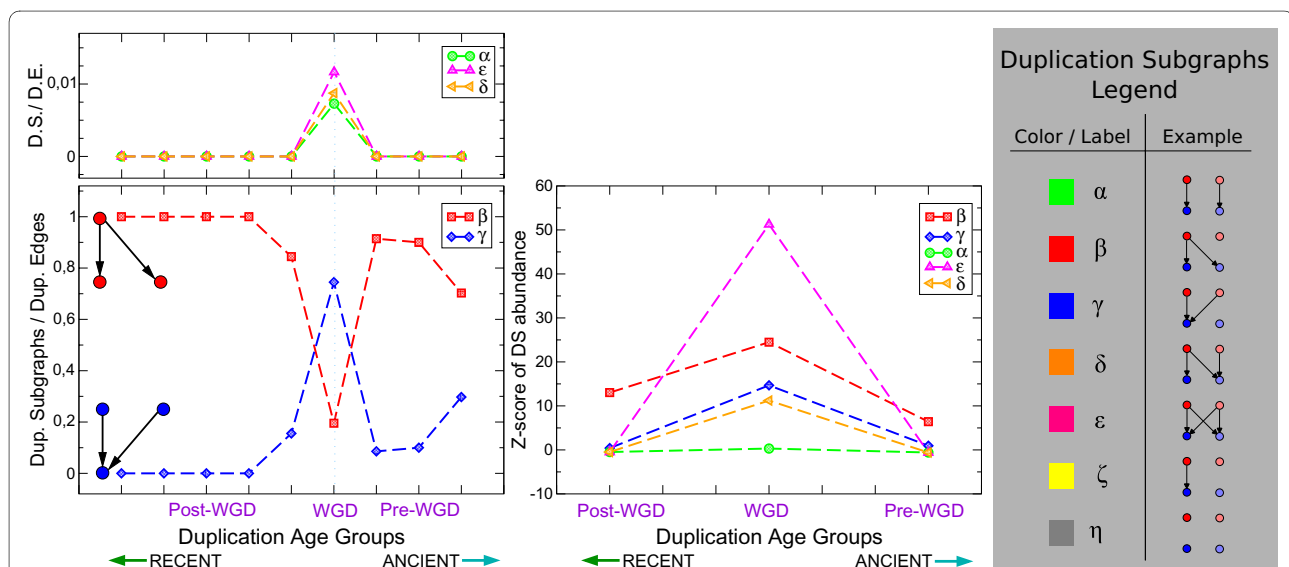 D.S./ D.E.
0,01
0
α
ε
δ
Dup. Subgraphs / Dup. Edges
1
0,8
0,6
0,4
0,2
0
β
γ
Post-WGD
WGD
Pre-WGD
Duplication Age Groups
RECENT
ANCIENT
Z-score of DS abundance
60
50
40
30
20
10
0
-10
β
γ
α
ε
δ
Post-WGD
WGD
Pre-WGD
Duplication Age Groups
RECENT
ANCIENT
Duplication Subgraphs
Legend
Color / Label
Example
α
β
γ
δ
ε
ζ
η